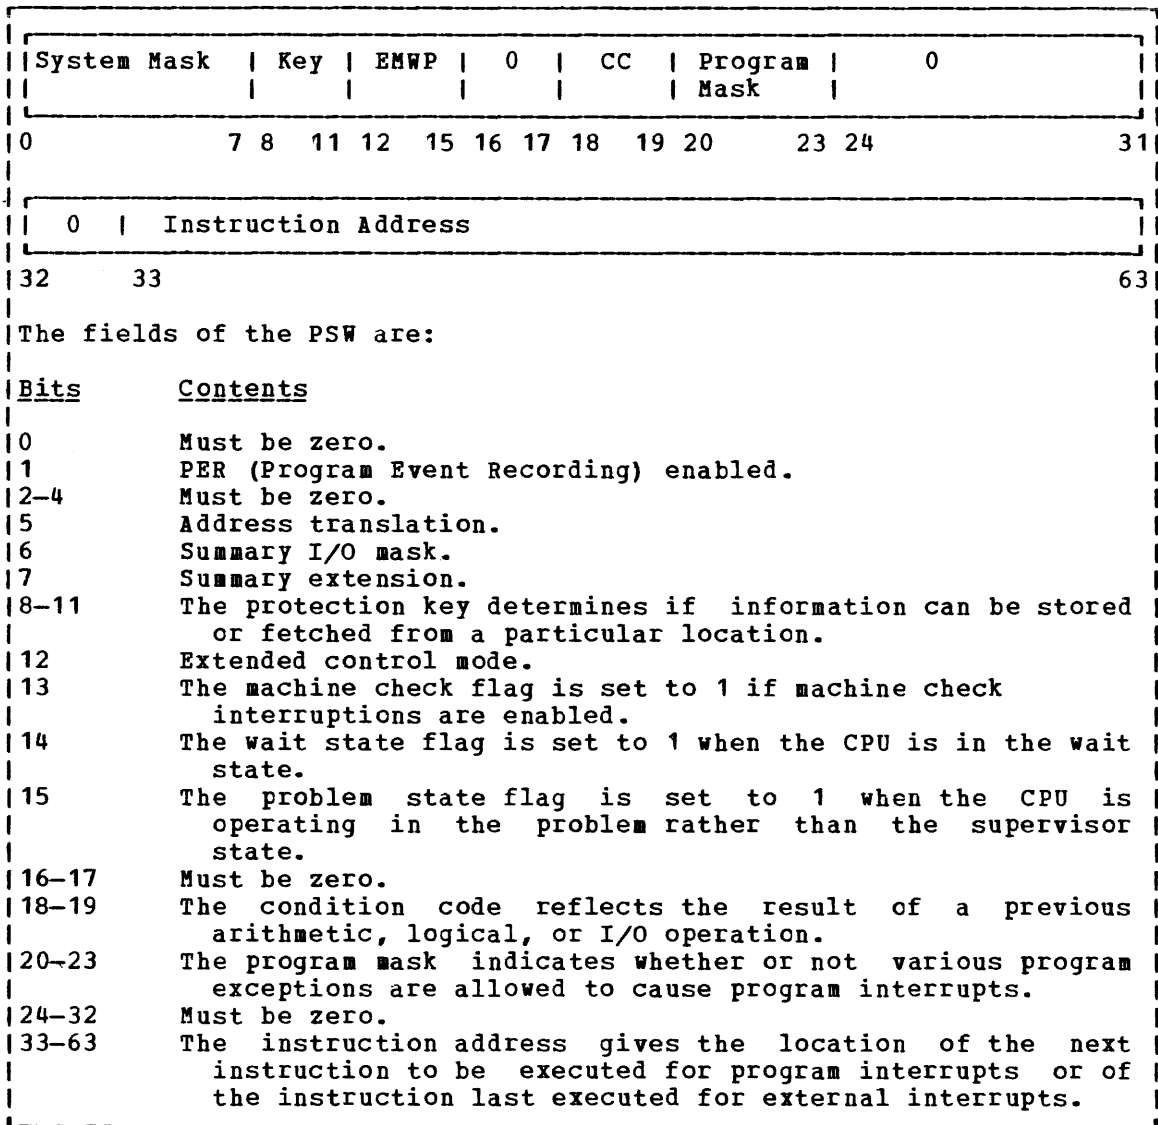 System Mask | Key | EMWP | 0 | CC | Program | 0
Mask
0 7 8 11 12 15 16 17 18 19 20 23 24 31
0 | Instruction Address
32 33 63
The fields of the PSW are:
Bits Contents
0 Must be zero.
1 PER (Program Event Recording) enabled.
2-4 Must be zero.
5 Address translation.
6 Summary I/O mask.
7 Summary extension.
8-11 The protection key determines if information can be stored
or fetched from a particular location.
12 Extended control mode.
13 The machine check flag is set to 1 if machine check
interruptions are enabled.
14 The wait state flag is set to 1 when the CPU is in the wait
state.
15 The problem state flag is set to 1 when the CPU is
operating in the problem rather than the supervisor
state.
16-17 Must be zero.
18-19 The condition code reflects the result of a previous
arithmetic, logical, or I/O operation.
20-23 The program mask indicates whether or not various program
exceptions are allowed to cause program interrupts.
24-32 Must be zero.
33-63 The instruction address gives the location of the next
instruction to be executed for program interrupts or of
the instruction last executed for external interrupts.